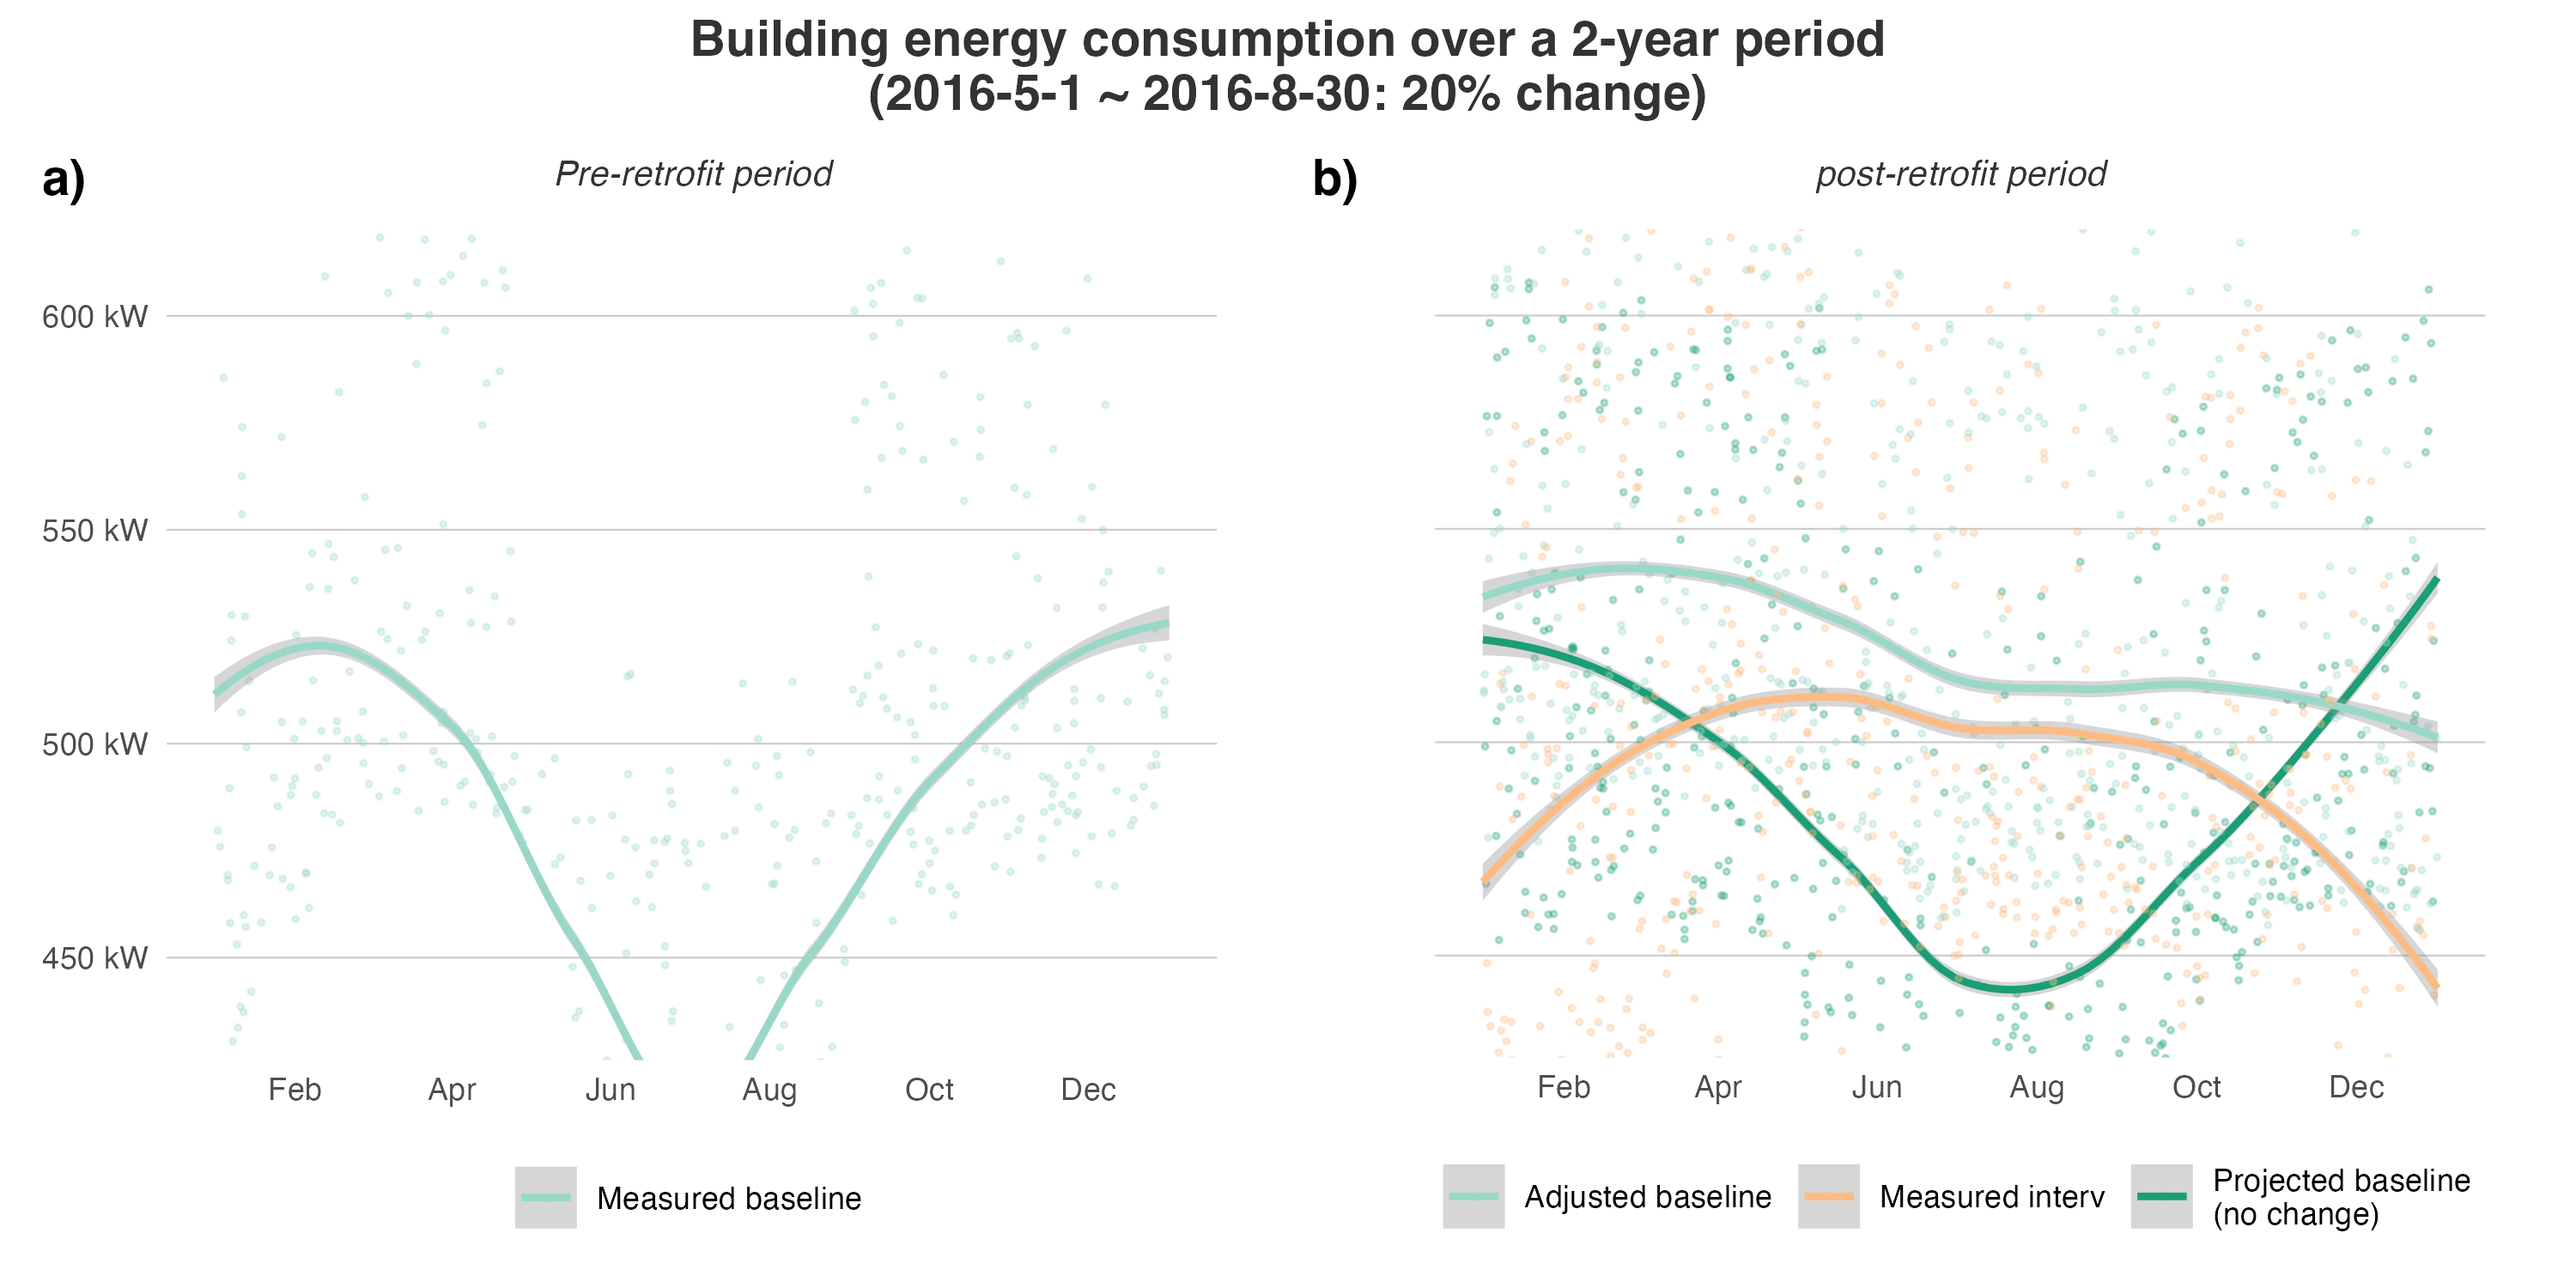 Building energy consumption over a 2-year period
(2016-5-1 ~ 2016-8-30: 20% change)
a)
Pre-retrofit period
600 kW
550 kW
500 kW
450 kW
Feb Apr Jun Aug Oct Dec
Measured baseline
b)
post-retrofit period
Feb Apr Jun Aug Oct Dec
Adjusted baseline
Measured interv
Projected baseline
(no change)